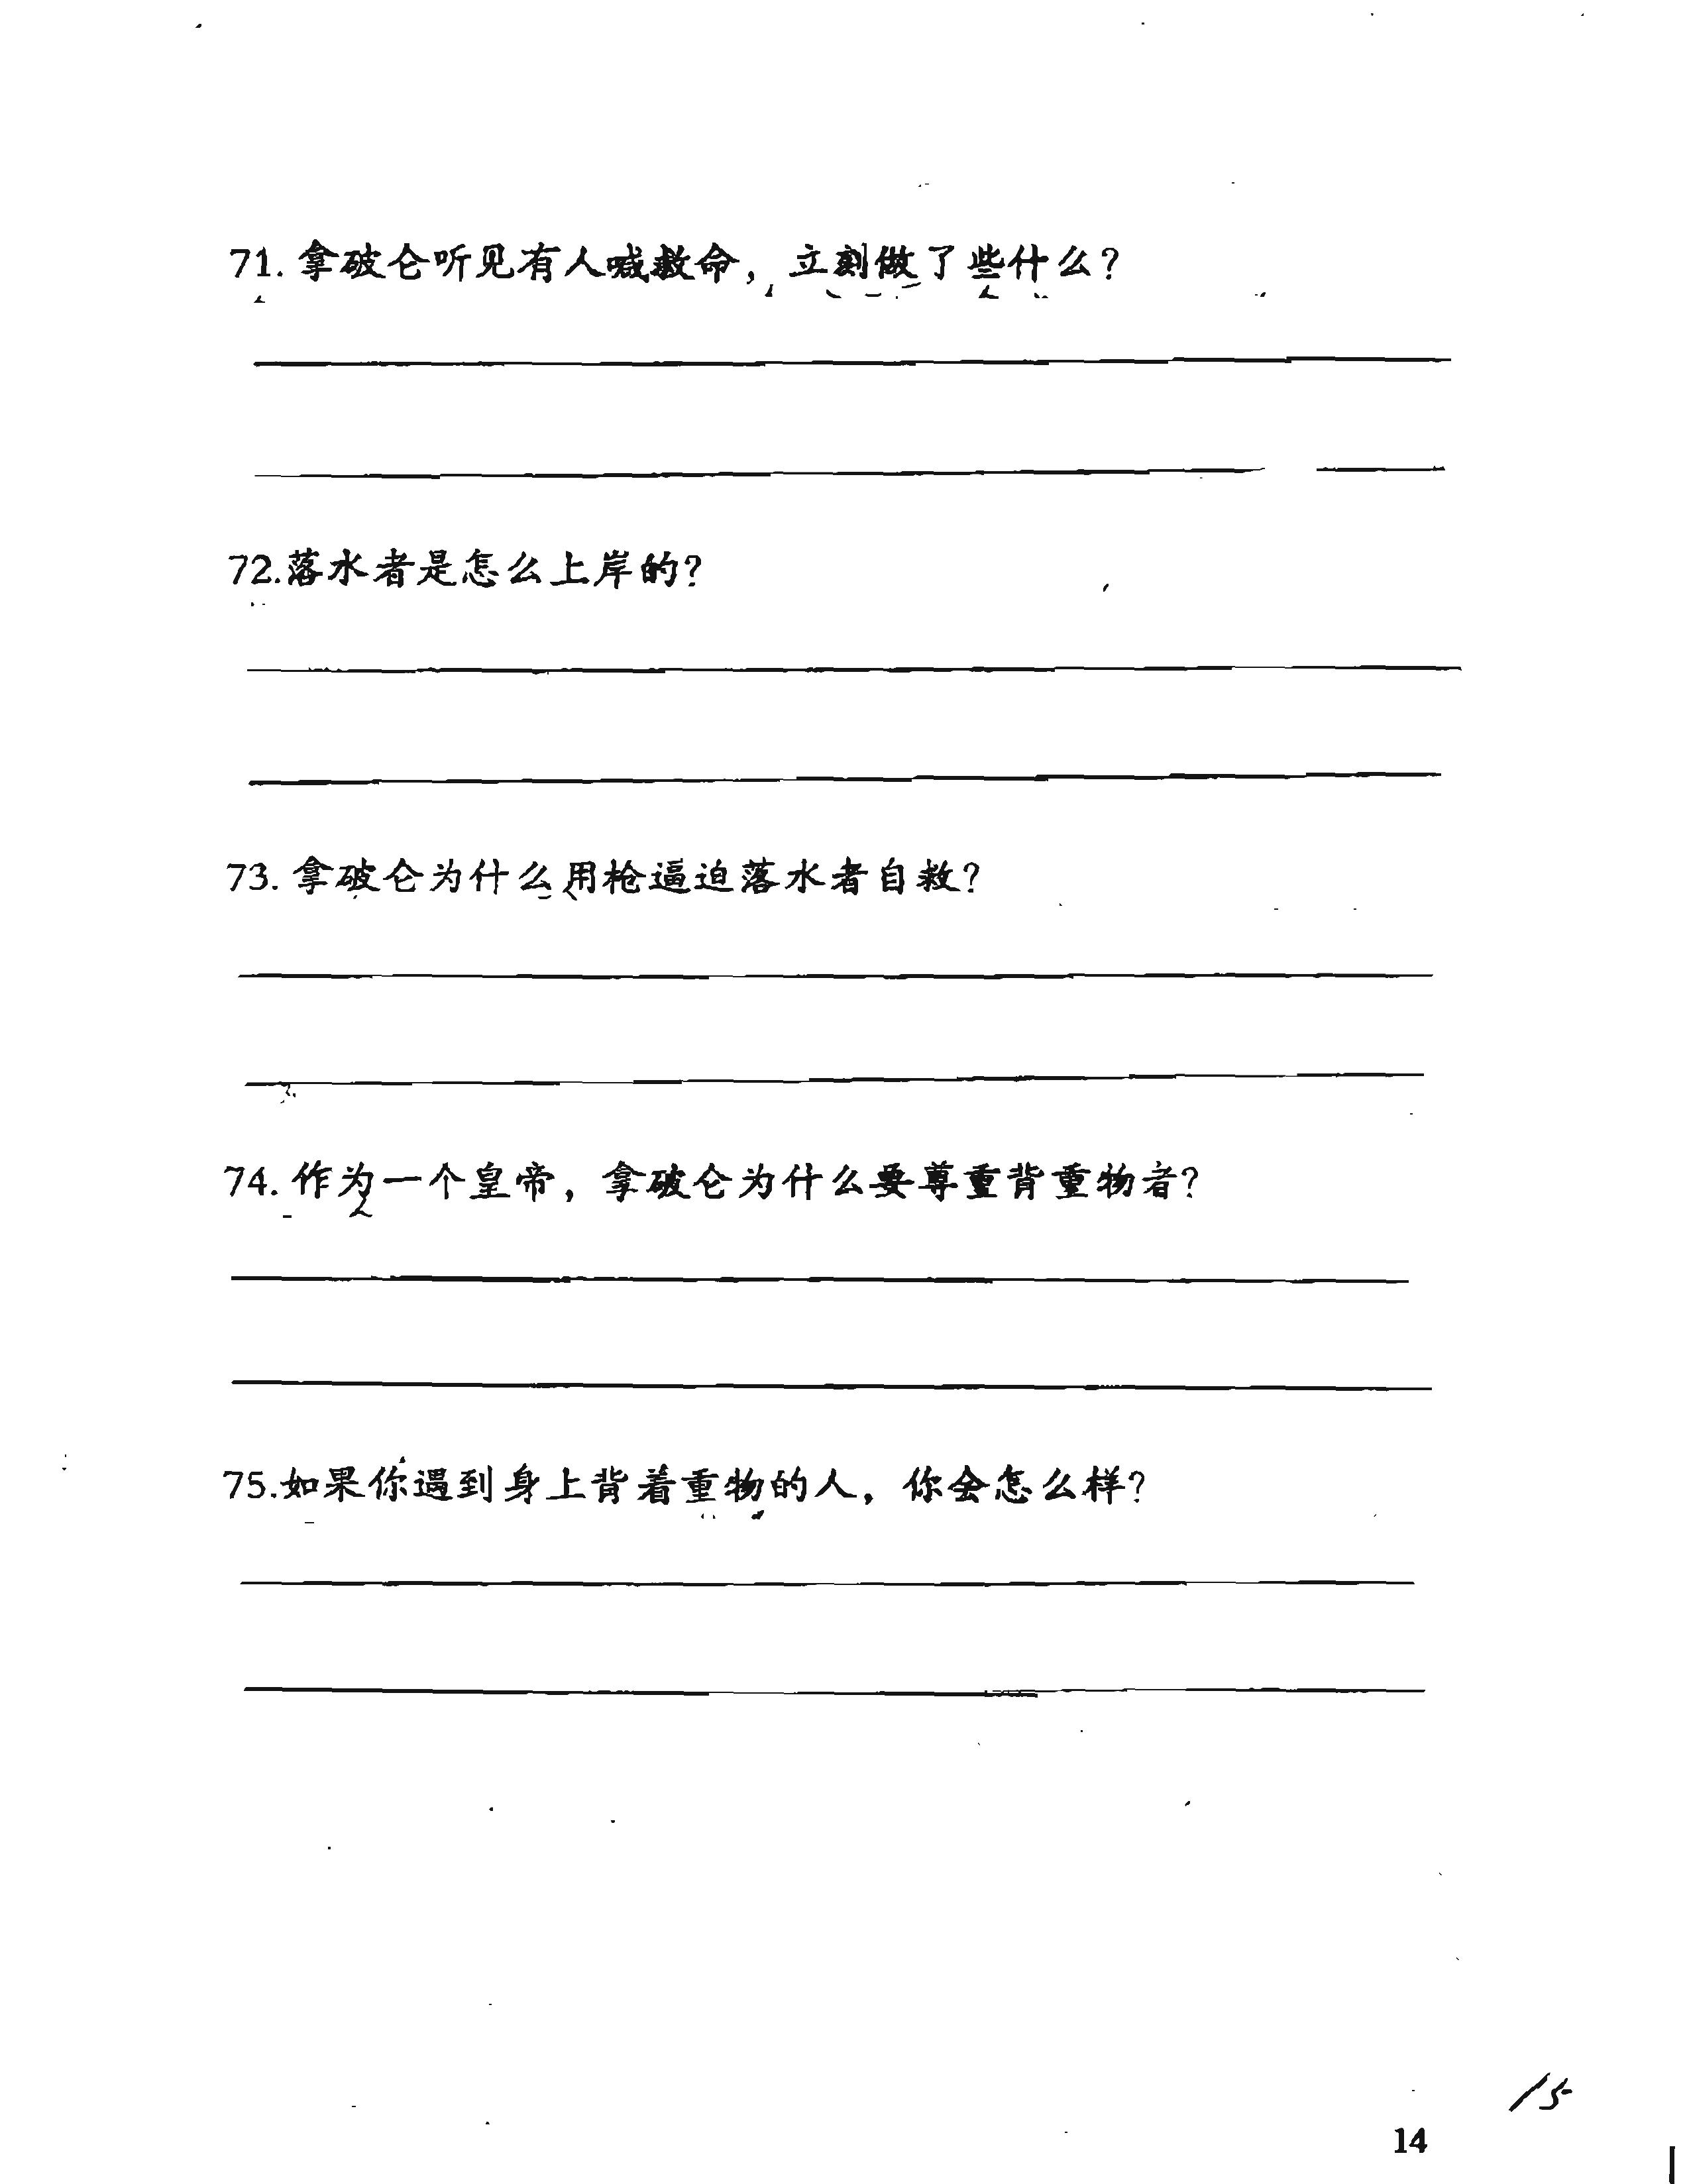 71. 拿破仑听见有人喊救命，立刻做了些什么？
72.落水者是怎么上岸的？
73. 拿破仑为什么用枪逼迫落水者自救？
74. 作为一个皇帝，拿破仑为什么要尊重背重物者？
75.如果你遇到身上背着重物的人，你会怎么样？
15
14